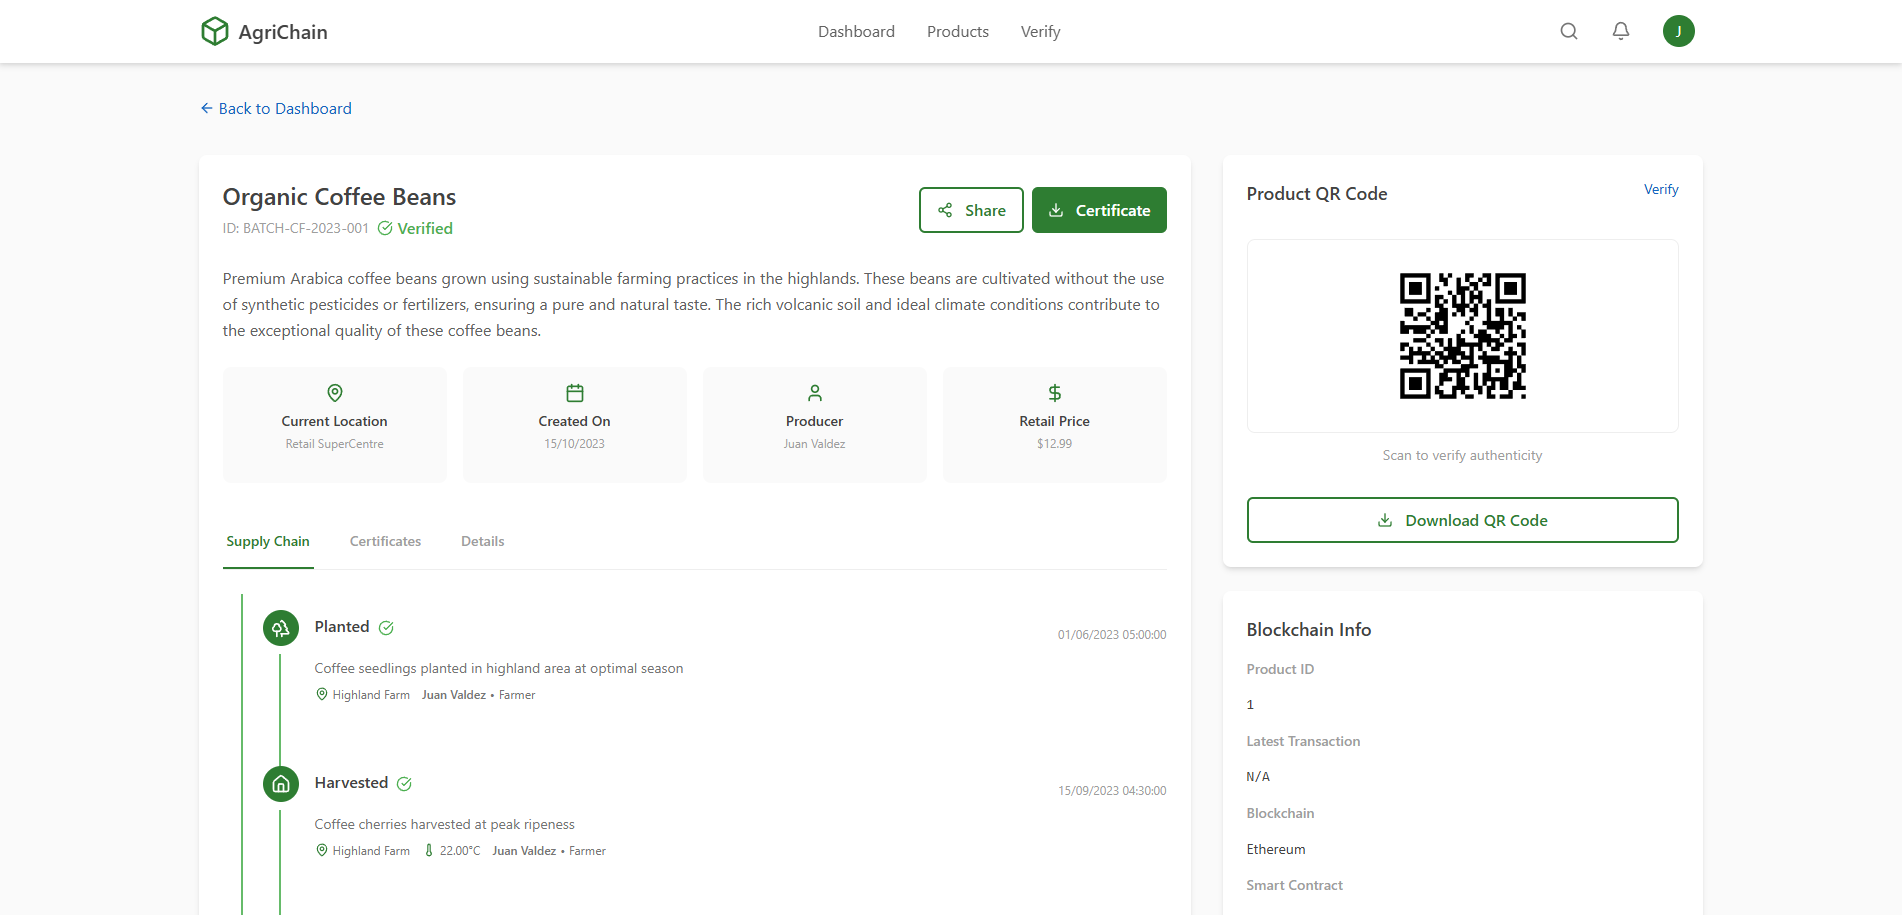 AgriChain
Dashboard
Products
Verify
J
Back to Dashboard
Organic Coffee Beans
ID: BATCH-CF-2023-001 Verified
Share
Certificate
Premium Arabica coffee beans grown using sustainable farming practices in the highlands. These beans are cultivated without the use
of synthetic pesticides or fertilizers, ensuring a pure and natural taste. The rich volcanic soil and ideal climate conditions contribute to
the exceptional quality of these coffee beans.
Current Location
Retail SuperCentre
Created On
15/10/2023
Producer
Juan Valdez
Retail Price
$12.99
Supply Chain
Certificates
Details
Planted
01/06/2023 05:00:00
Coffee seedlings planted in highland area at optimal season
Highland Farm Juan Valdez • Farmer
Harvested
15/09/2023 04:30:00
Coffee cherries harvested at peak ripeness
Highland Farm 22.00°C Juan Valdez • Farmer
Product QR Code
Verify
Scan to verify authenticity
Download QR Code
Blockchain Info
Product ID
1
Latest Transaction
N/A
Blockchain
Ethereum
Smart Contract